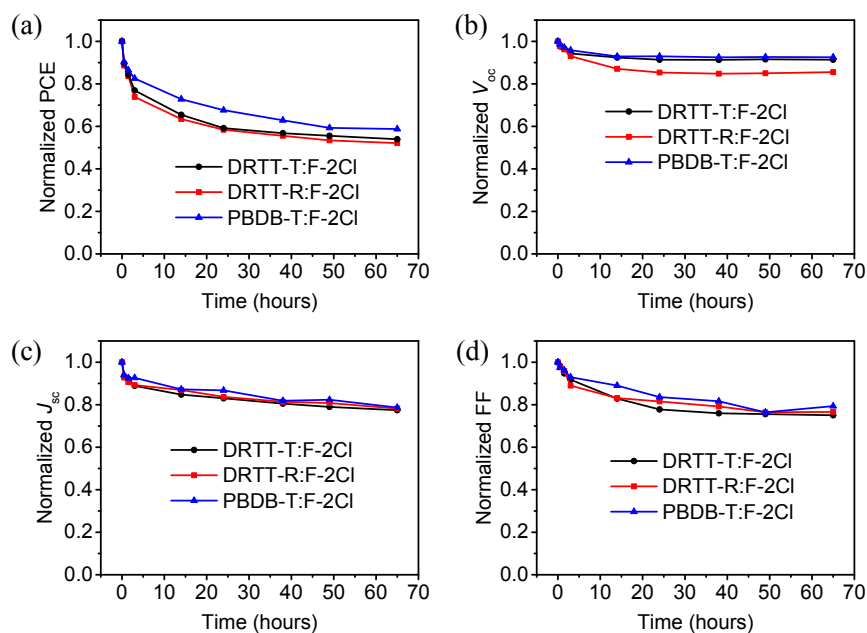 (a)
Normalized PCE
1.0
0.8
0.6
0.4
0.2
0.0
DRTT-T:F-2Cl
DRTT-R:F-2Cl
PBDB-T:F-2Cl
0 10 20 30 40 50 60 70
Time (hours)
(b)
Normalized Voc
1.0
0.8
0.6
0.4
0.2
0.0
DRTT-T:F-2Cl
DRTT-R:F-2Cl
PBDB-T:F-2Cl
0 10 20 30 40 50 60 70
Time (hours)
(c)
Normalized Jsc
1.0
0.8
0.6
0.4
0.2
0.0
DRTT-T:F-2Cl
DRTT-R:F-2Cl
PBDB-T:F-2Cl
0 10 20 30 40 50 60 70
Time (hours)
(d)
Normalized FF
1.0
0.8
0.6
0.4
0.2
0.0
DRTT-T:F-2Cl
DRTT-R:F-2Cl
PBDB-T:F-2Cl
0 10 20 30 40 50 60 70
Time (hours)